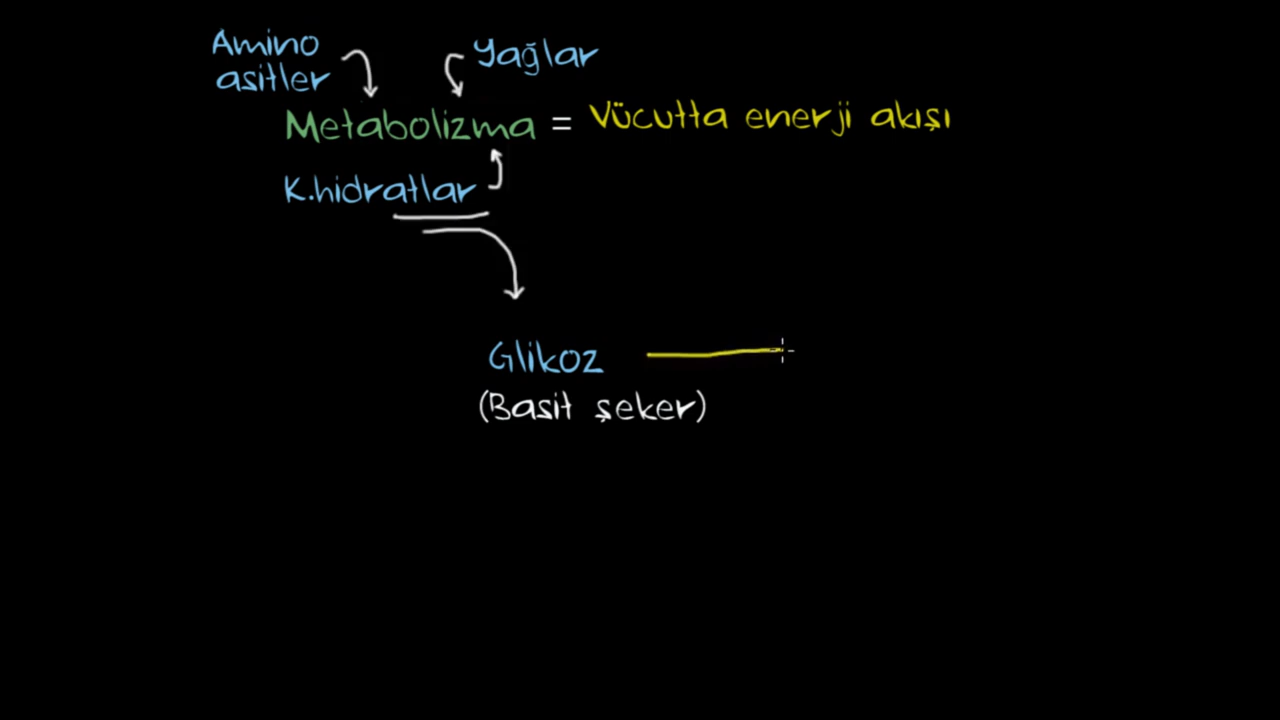 Amino asitler
Yağlar
Metabolizma = Vücutta enerji akışı
K.hidratlar
Glikoz
(Basit şeker)